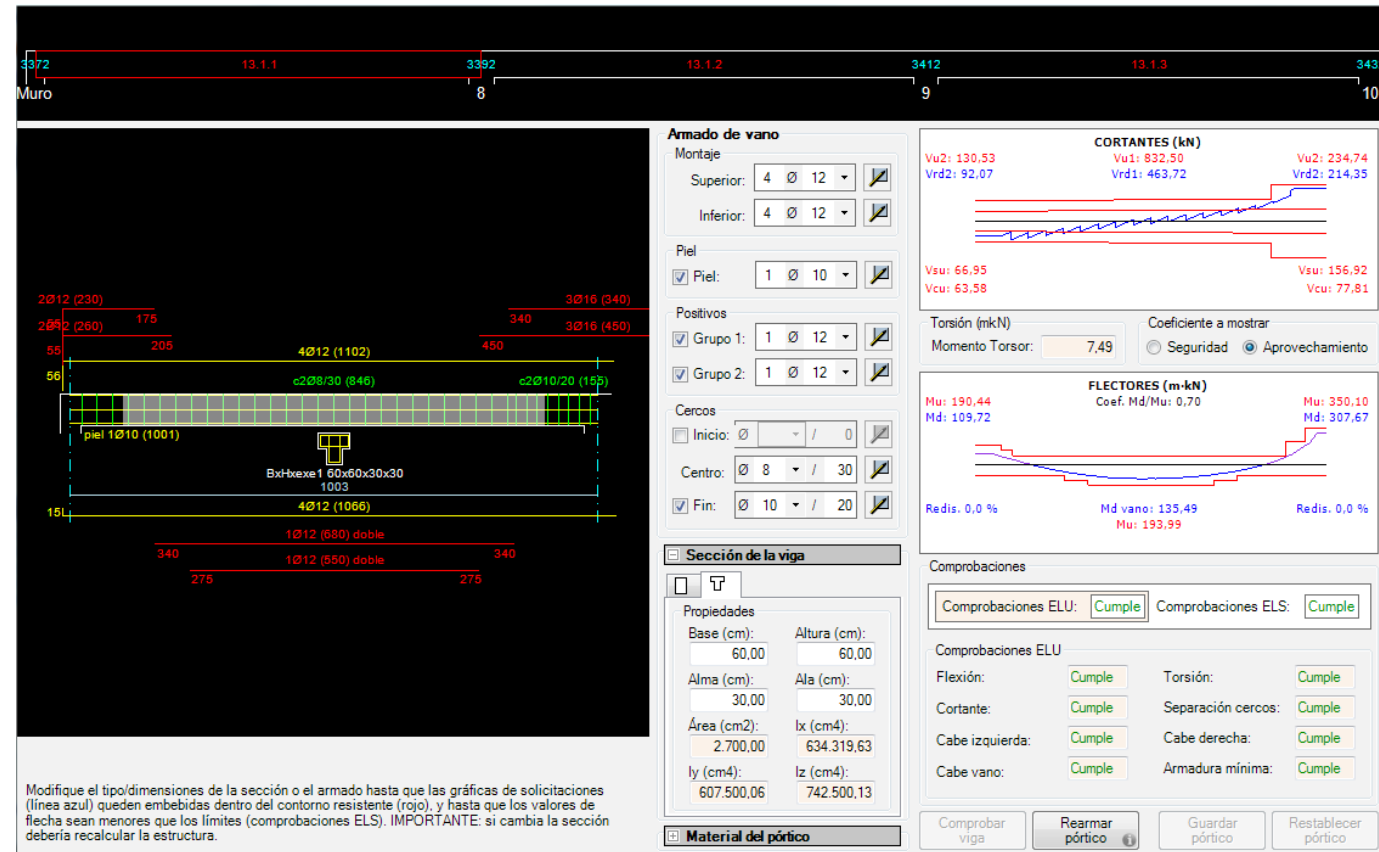 3372 13.1.1 3392 13.1.2 3412 13.1.3 343
Muro 8 9 10
2Ø12 (230) 3Ø16 (340)
175 340
2Ø12 (260) 3Ø16 (450)
55 205 450
4Ø12 (1102)
56
c2Ø8/30 (846) c2Ø10/20 (155)
piel 1Ø10 (1001)
BxHxexe1 60x60x30x30
1003
4Ø12 (1066)
15
1Ø12 (680) doble
340 340
1Ø12 (550) doble
275 275
Modifique el tipo/dimensiones de la sección o el armado hasta que las gráficas de solicitaciones
(línea azul) queden embebidas dentro del contorno resistente (rojo), y hasta que los valores de
flecha sean menores que los límites (comprobaciones ELS). IMPORTANTE: si cambia la sección
debería recalcular la estructura.
Armado de vano
Montaje
Superior: 4 Ø 12
Inferior: 4 Ø 12
Piel
Piel: 1 Ø 10
Positivos
Grupo 1: 1 Ø 12
Grupo 2: 1 Ø 12
Cercos
Inicio: Ø / 0
Centro: Ø 8 / 30
Fin: Ø 10 / 20
Sección de la viga
Propiedades
Base (cm): Altura (cm):
60,00 60,00
Alma (cm): Ala (cm):
30,00 30,00
Área (cm2): Ix (cm4):
2.700,00 634.319,63
Iy (cm4): Iz (cm4):
607.500,06 742.500,13
Material del pórtico
CORTANTES (kN)
Vu2: 130,53 Vu1: 832,50 Vu2: 234,74
Vrd2: 92,07 Vrd1: 463,72 Vrd2: 214,35
Vsu: 66,95 Vsu: 156,92
Vcu: 63,58 Vcu: 77,81
Torsión (mkN) Coeficiente a mostrar
Momento Torsor: 7,49 Seguridad Aprovechamiento
FLECTORES (m·kN)
Mu: 190,44 Coef. Md/Mu: 0,70 Mu: 350,10
Md: 109,72 Md: 307,67
Redis. 0,0 % Md vano: 135,49 Redis. 0,0 %
Mu: 193,99
Comprobaciones
Comprobaciones ELU: Cumple Comprobaciones ELS: Cumple
Comprobaciones ELU
Flexión: Cumple Torsión: Cumple
Cortante: Cumple Separación cercos: Cumple
Cabe izquierda: Cumple Cabe derecha: Cumple
Cabe vano: Cumple Armadura mínima: Cumple
Comprobar viga Rearmar pórtico Guardar pórtico Restablecer pórtico